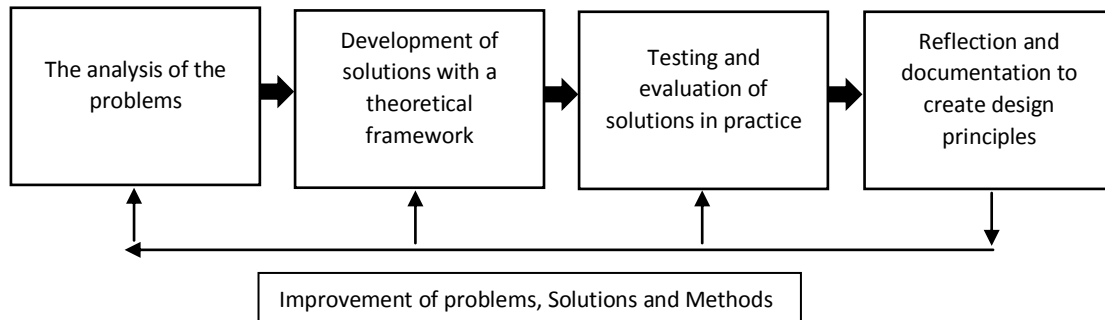 The analysis of the
problems
Development of
solutions with a
theoretical
framework
Testing and
evaluation of
solutions in practice
Reflection and
documentation to
create design
principles
Improvement of problems, Solutions and Methods